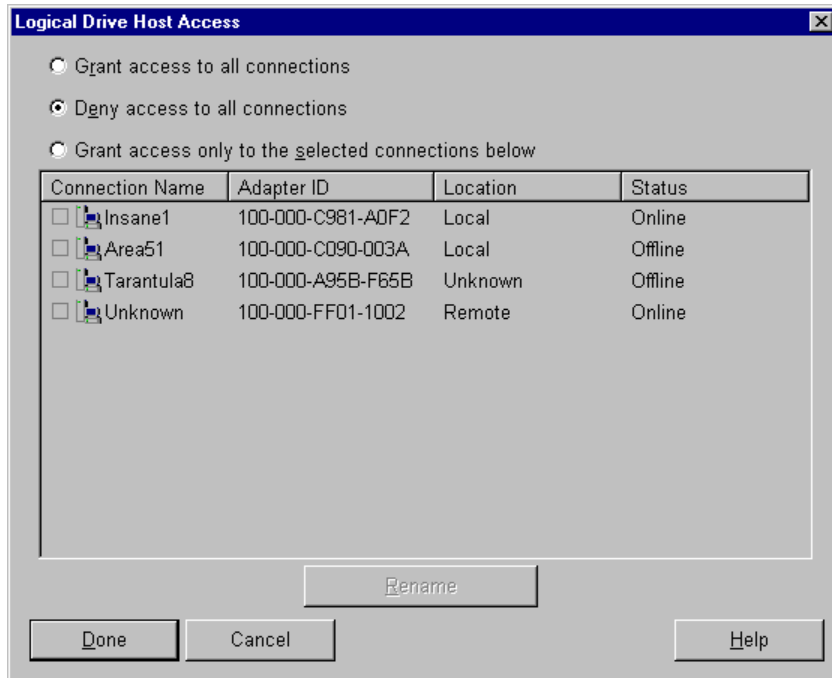 Logical Drive Host Access
Grant access to all connections
Deny access to all connections
Grant access only to the selected connections below
Connection Name Adapter ID Location Status
Insane1 100-000-C981-A0F2 Local Online
Area51 100-000-C090-003A Local Offline
Tarantula8 100-000-A95B-F65B Unknown Offline
Unknown 100-000-FF01-1002 Remote Online
Rename
Done Cancel Help